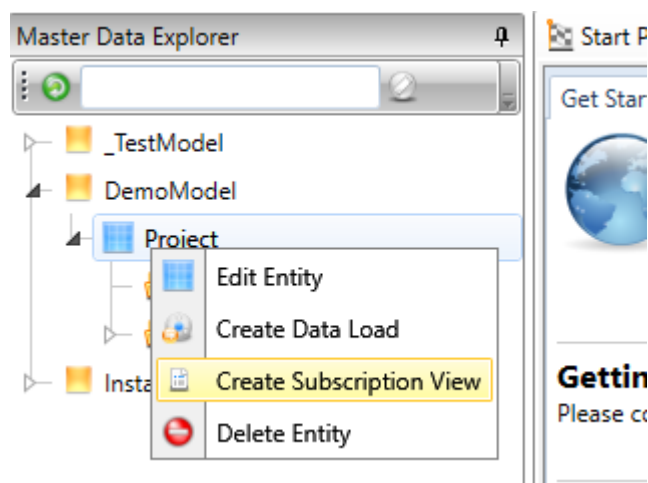 Master Data Explorer
Start P
Get Star
_TestModel
DemoModel
Project
Edit Entity
Create Data Load
Create Subscription View
Insta
Delete Entity
Gettin
Please co